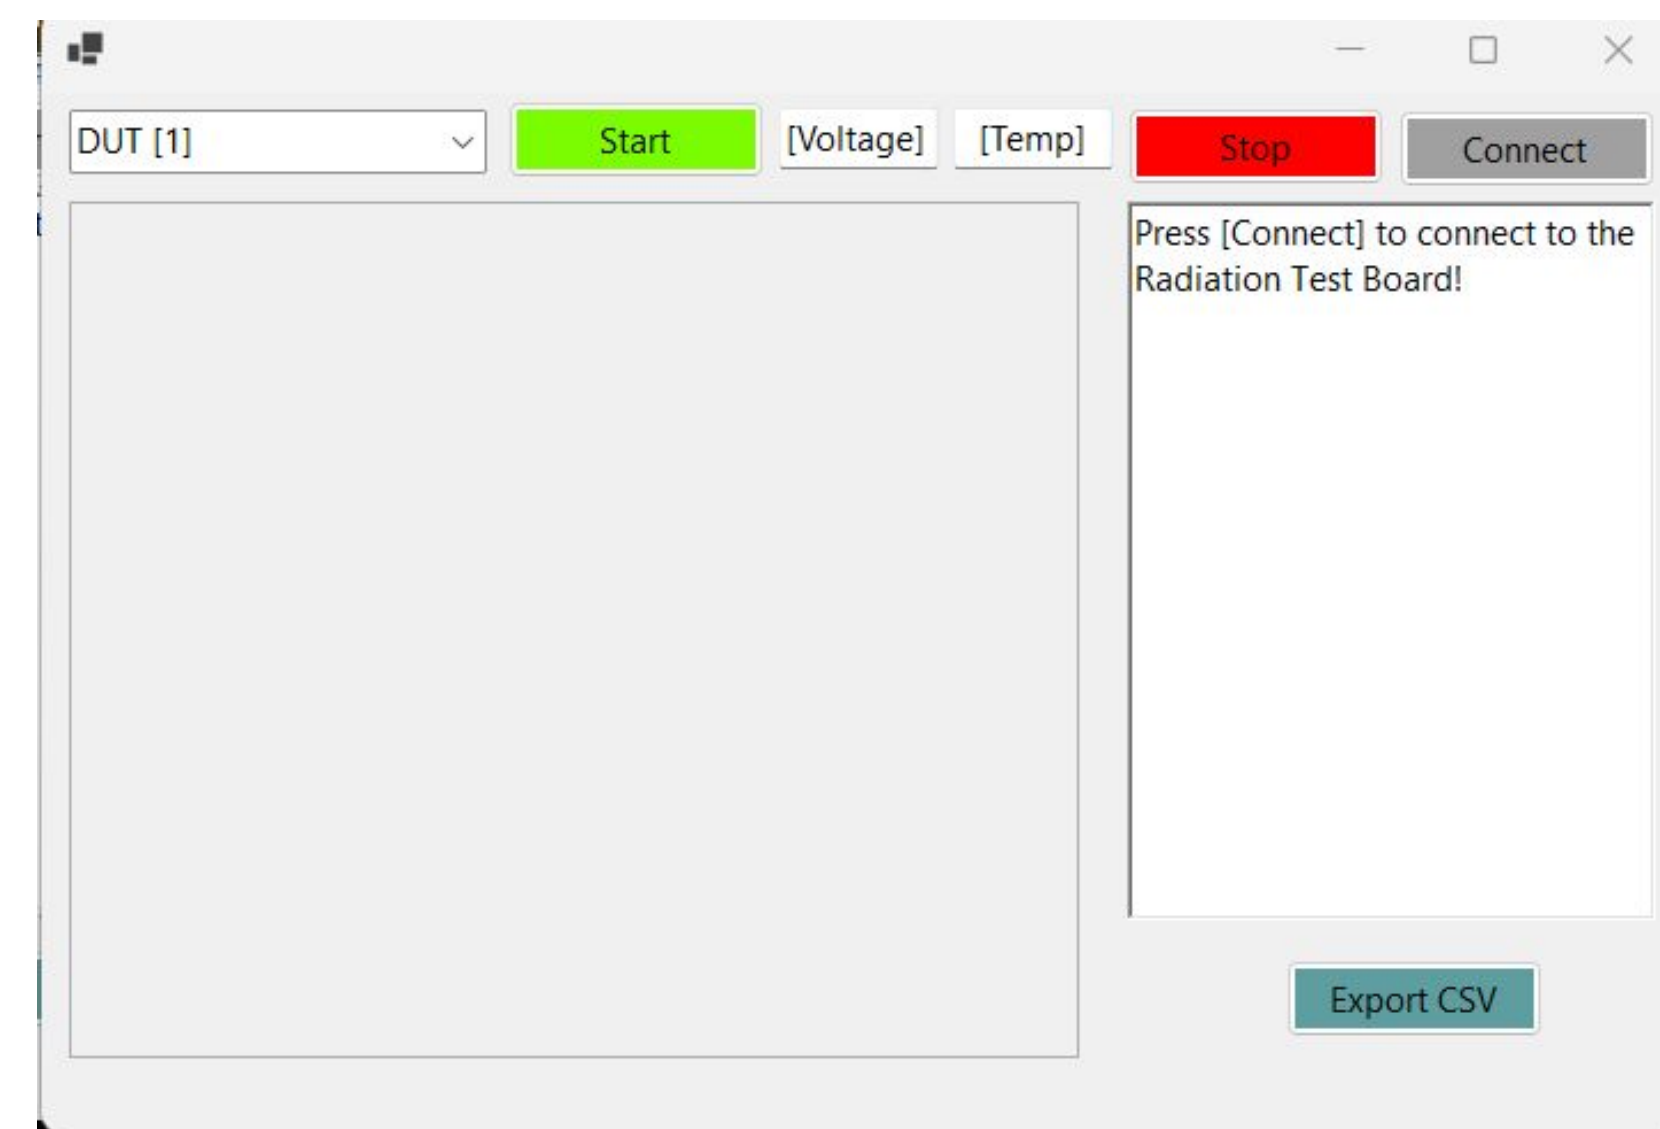 DUT [1]
Start
[Voltage]
[Temp]
Stop
Connect
Press [Connect] to connect to the
Radiation Test Board!
Export CSV